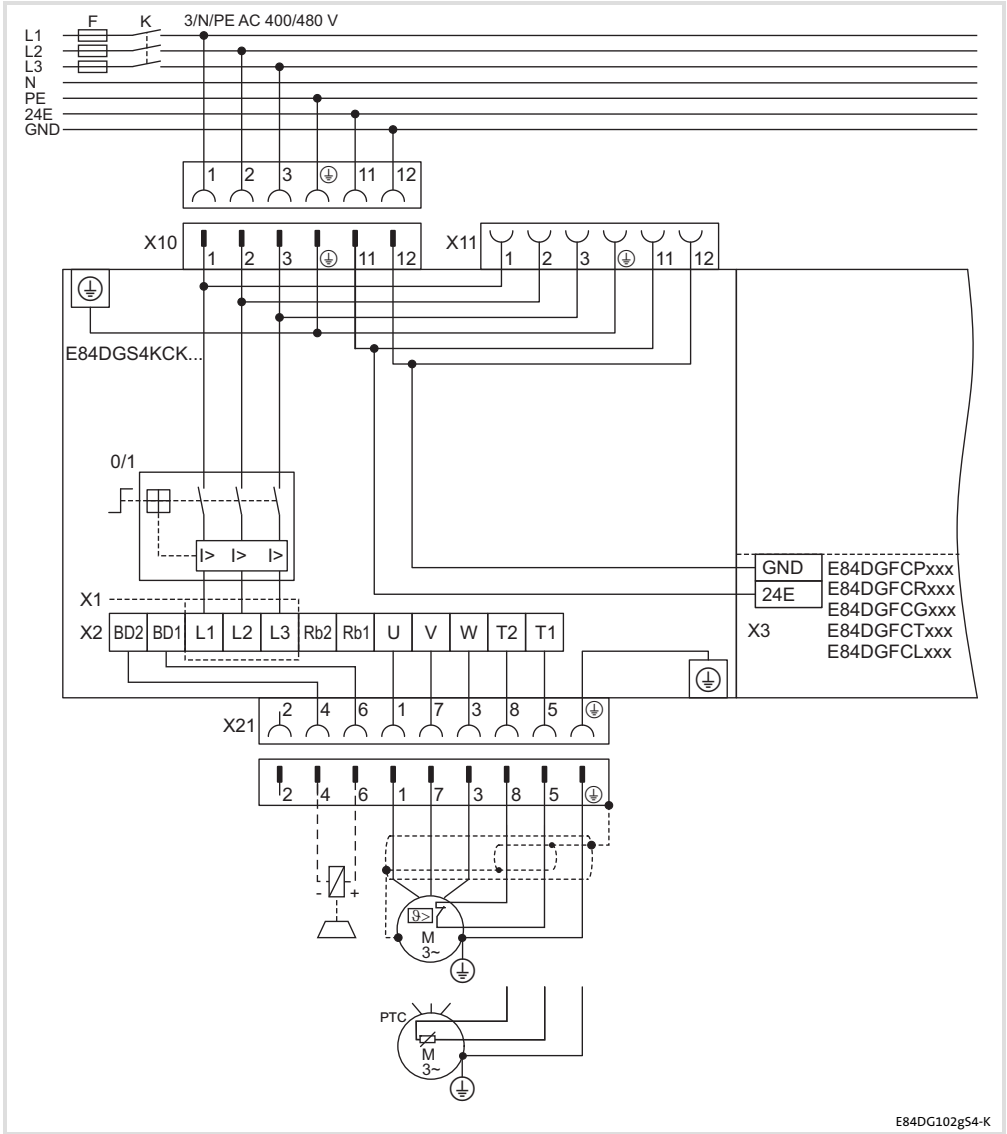 F K 3/N/PE AC 400/480 V
L1
L2
L3
N
PE
24E
GND
1 2 3 11 12
X10
1 2 3 11 12
X11
1 2 3 11 12
E84DGS4KCK...
0/1
I> I> I>
X1
X2 BD2 BD1 L1 L2 L3 Rb2 Rb1 U V W T2 T1
GND
24E
X3
E84DGFCPxxx
E84DGFCRxxx
E84DGFCGxxx
E84DGFCTxxx
E84DGFCLxxx
X21
2 4 6 1 7 3 8 5
2 4 6 1 7 3 8 5
- +
ϑ>
M
3~
PTC
M
3~
E84DG102gS4-K